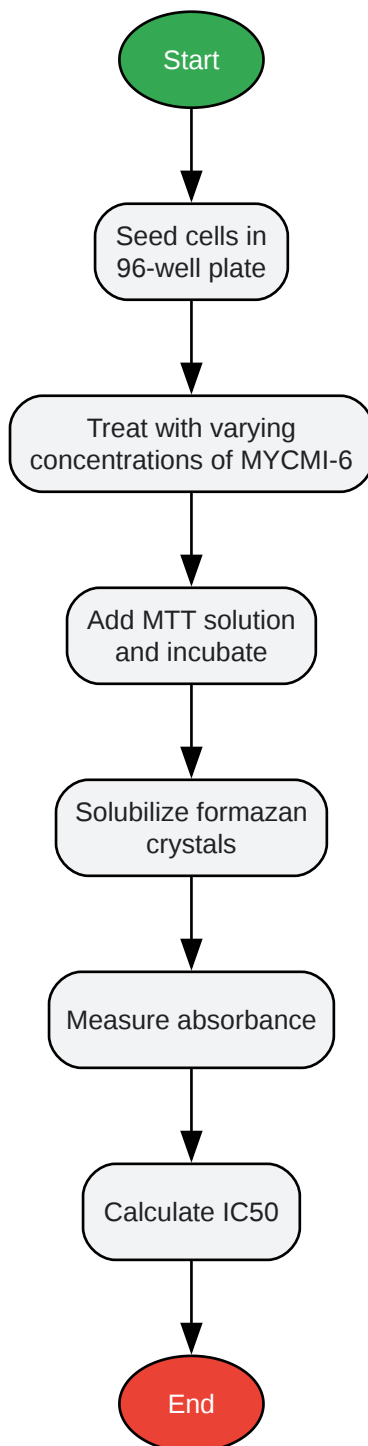 Start
Seed cells in
96-well plate
Treat with varying
concentrations of MYCMI-6
Add MTT solution
and incubate
Solubilize formazan
crystals
Measure absorbance
Calculate IC50
End